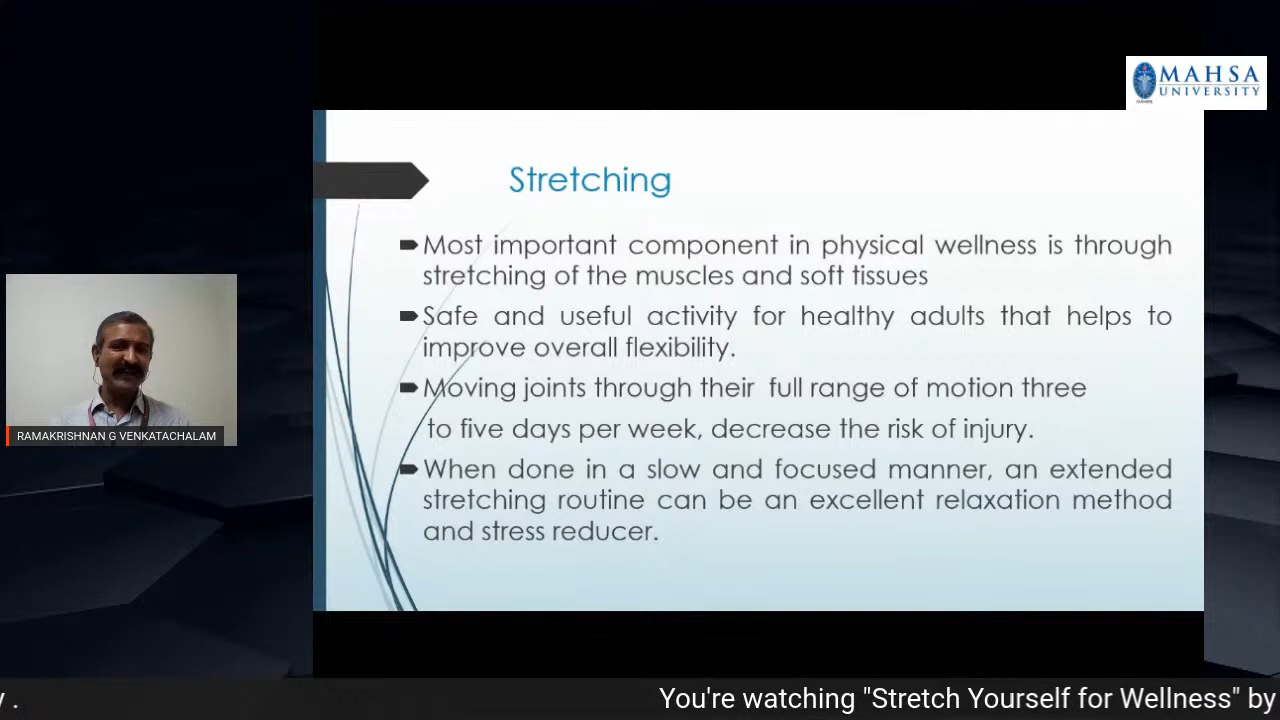 MAHSA
UNIVERSITY
Stretching
Most important component in physical wellness is through
stretching of the muscles and soft tissues
Safe and useful activity for healthy adults that helps to
improve overall flexibility.
Moving joints through their full range of motion three
to five days per week, decrease the risk of injury.
When done in a slow and focused manner, an extended
stretching routine can be an excellent relaxation method
and stress reducer.
RAMAKRISHNAN G VENKATACHALAM
You're watching "Stretch Yourself for Wellness" by